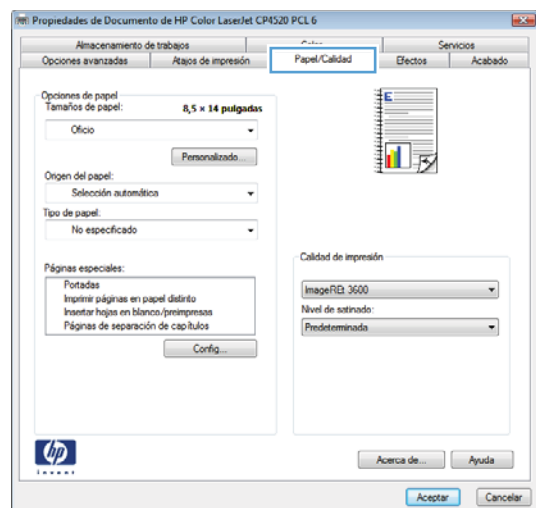 Propiedades de Documento de HP Color LaserJet CP4520 PCL 6
Almacenamiento de trabajos Color Servicios
Opciones avanzadas Atajos de impresión Papel/Calidad Efectos Acabado
Opciones de papel
Tamaños de papel: 8,5 × 14 pulgadas
Oficio
Personalizado...
Origen del papel:
Selección automática
Tipo de papel:
No especificado
Páginas especiales:
Portadas
Imprimir páginas en papel distinto
Insertar hojas en blanco/preimpresas
Páginas de separación de capítulos
Config...
E
Calidad de impresión
ImageREt 3600
Nivel de satinado:
Predeterminada
hp
invent
Acerca de... Ayuda
Aceptar Cancelar